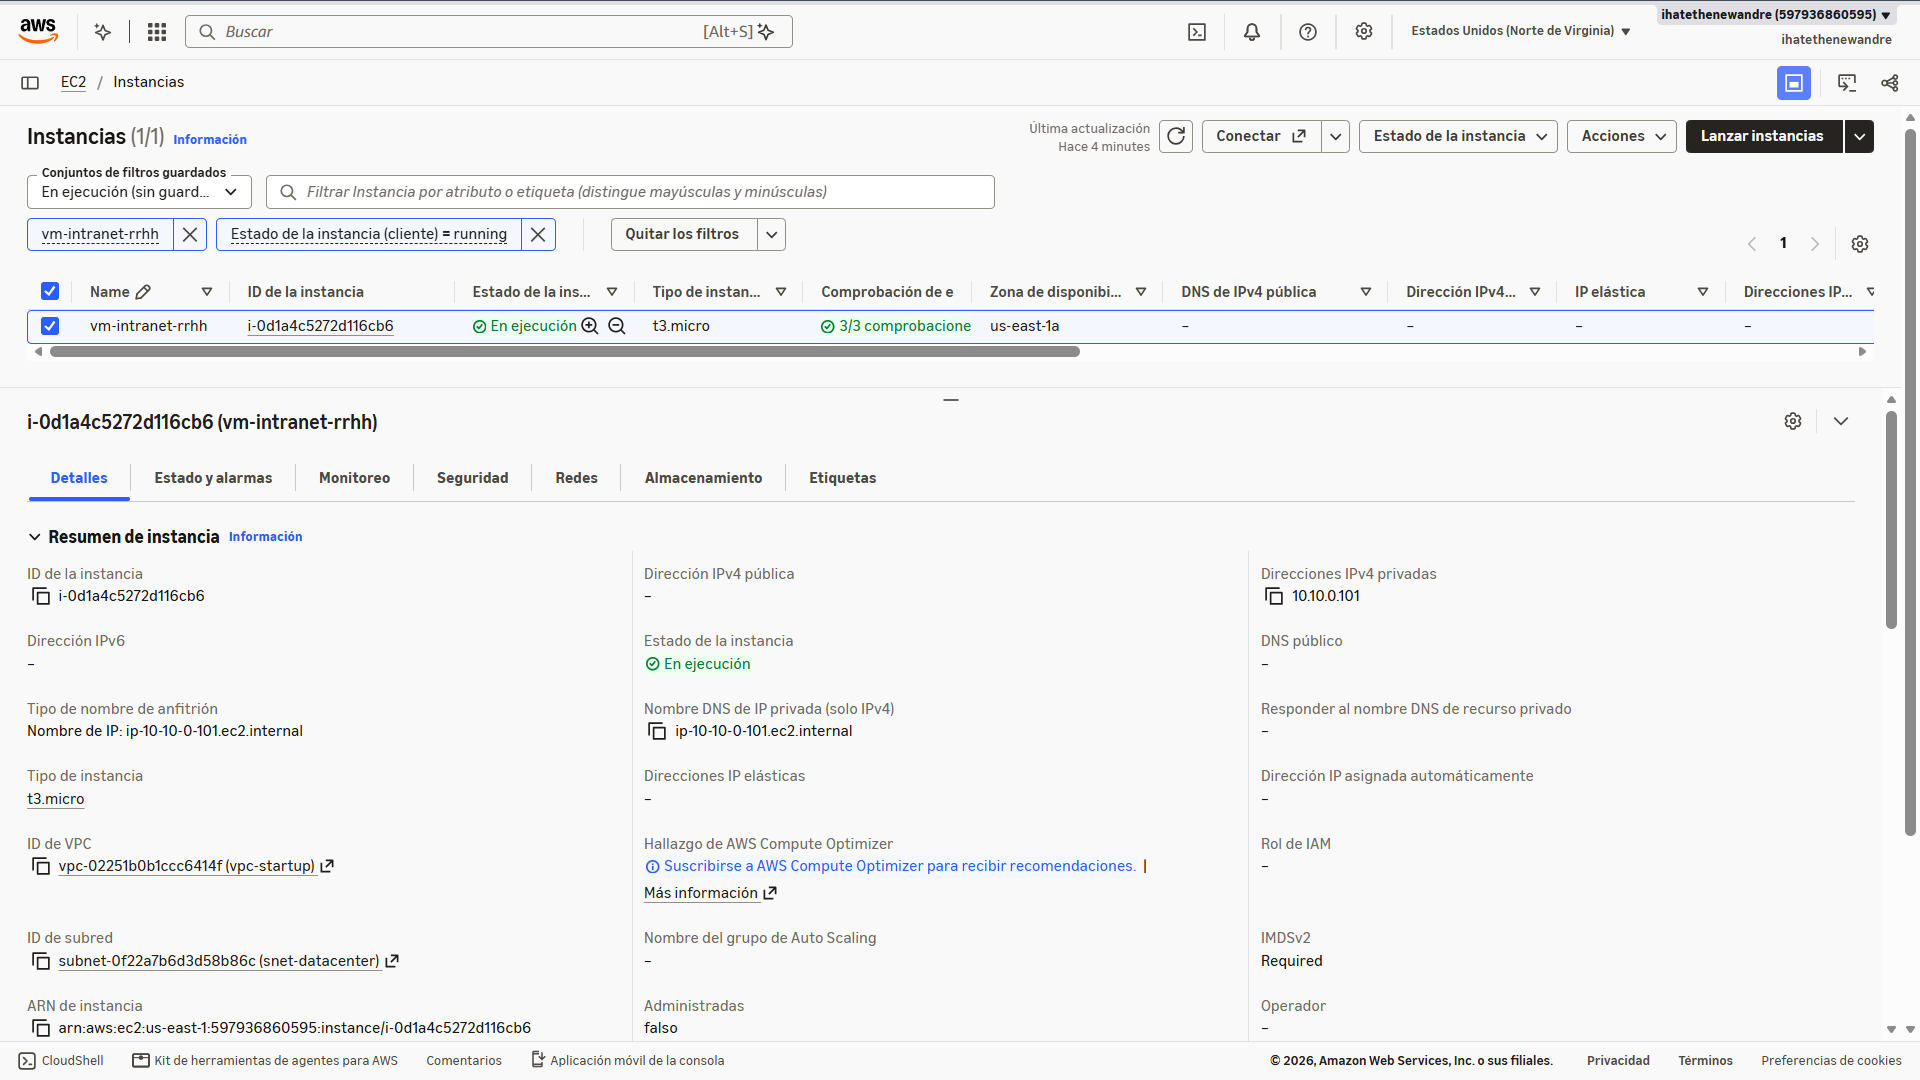 aws
Buscar
[Alt+S]
Estados Unidos (Norte de Virginia)
ihatethenewandre (597936860595)
ihatethenewandre
EC2 / Instancias
Instancias (1/1) Información
Última actualización
Hace 4 minutes
Conectar
Estado de la instancia
Acciones
Lanzar instancias
Conjuntos de filtros guardados
En ejecución (sin guard...
Filtrar Instancia por atributo o etiqueta (distingue mayúsculas y minúsculas)
vm-intranet-rrhh
Estado de la instancia (cliente) = running
Quitar los filtros
1
Name ID de la instancia Estado de la ins... Tipo de instan... Comprobación de e Zona de disponibi... DNS de IPv4 pública Dirección IPv4... IP elástica Direcciones IP...
vm-intranet-rrhh i-0d1a4c5272d116cb6 En ejecución t3.micro 3/3 comprobacione us-east-1a – – – –
i-0d1a4c5272d116cb6 (vm-intranet-rrhh)
Detalles Estado y alarmas Monitoreo Seguridad Redes Almacenamiento Etiquetas
Resumen de instancia Información
ID de la instancia
i-0d1a4c5272d116cb6
Dirección IPv4 pública
–
Direcciones IPv4 privadas
10.10.0.101
Dirección IPv6
–
Estado de la instancia
En ejecución
DNS público
–
Tipo de nombre de anfitrión
Nombre de IP: ip-10-10-0-101.ec2.internal
Nombre DNS de IP privada (solo IPv4)
ip-10-10-0-101.ec2.internal
Responder al nombre DNS de recurso privado
–
Tipo de instancia
t3.micro
Direcciones IP elásticas
–
Dirección IP asignada automáticamente
–
ID de VPC
vpc-02251b0b1ccc6414f (vpc-startup)
Hallazgo de AWS Compute Optimizer
Suscribirse a AWS Compute Optimizer para recibir recomendaciones. |
Más información
Rol de IAM
–
ID de subred
subnet-0f22a7b6d3d58b86c (snet-datacenter)
Nombre del grupo de Auto Scaling
–
IMDSv2
Required
ARN de instancia
arn:aws:ec2:us-east-1:597936860595:instance/i-0d1a4c5272d116cb6
Administradas
falso
Operador
–
CloudShell Kit de herramientas de agentes para AWS Comentarios Aplicación móvil de la consola
© 2026, Amazon Web Services, Inc. o sus filiales. Privacidad Términos Preferencias de cookies